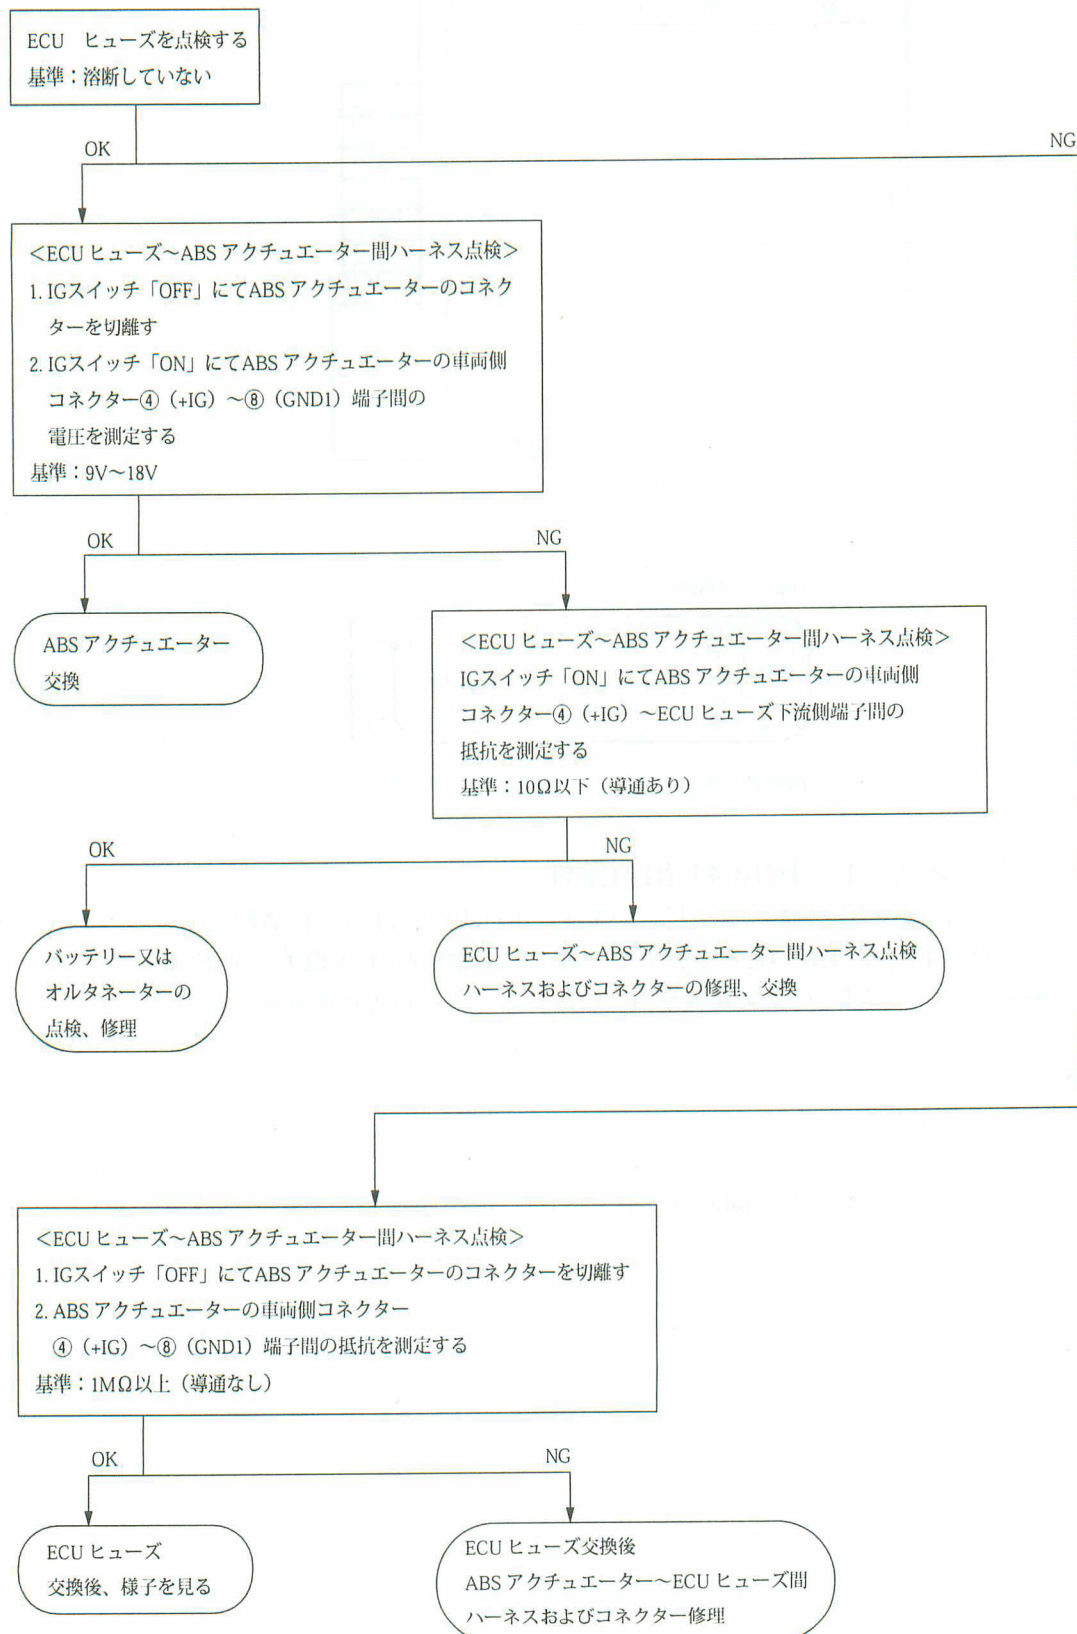 ECU ヒューズを点検する
基準：溶断していない
OK
NG
＜ECU ヒューズ～ABS アクチュエーター間ハーネス点検＞
1. IGスイッチ「OFF」にてABS アクチュエーターのコネク
ターを切離す
2. IGスイッチ「ON」にてABS アクチュエーターの車両側
コネクター④（+IG）～⑧（GND1）端子間の
電圧を測定する
基準：9V～18V
OK
NG
ABS アクチュエーター
交換
＜ECU ヒューズ～ABS アクチュエーター間ハーネス点検＞
IGスイッチ「ON」にてABS アクチュエーターの車両側
コネクター④（+IG）～ECU ヒューズ下流側端子間の
抵抗を測定する
基準：10Ω以下（導通あり）
OK
NG
バッテリー又は
オルタネーターの
点検、修理
ECU ヒューズ～ABS アクチュエーター間ハーネス点検
ハーネスおよびコネクターの修理、交換
＜ECU ヒューズ～ABS アクチュエーター間ハーネス点検＞
1. IGスイッチ「OFF」にてABS アクチュエーターのコネクターを切離す
2. ABS アクチュエーターの車両側コネクター
④（+IG）～⑧（GND1）端子間の抵抗を測定する
基準：1MΩ以上（導通なし）
OK
NG
ECU ヒューズ
交換後、様子を見る
ECU ヒューズ交換後
ABS アクチュエーター～ECU ヒューズ間
ハーネスおよびコネクター修理